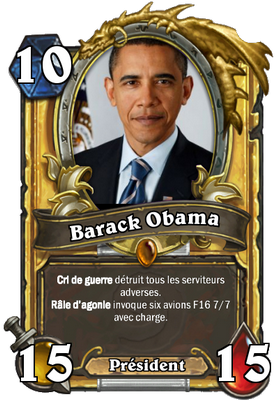 10
Barack Obama
Cri de guerre détruit tous les serviteurs
adverses.
Râle d'agonie invoque six avions F16 7/7
avec charge.
15
Président
15